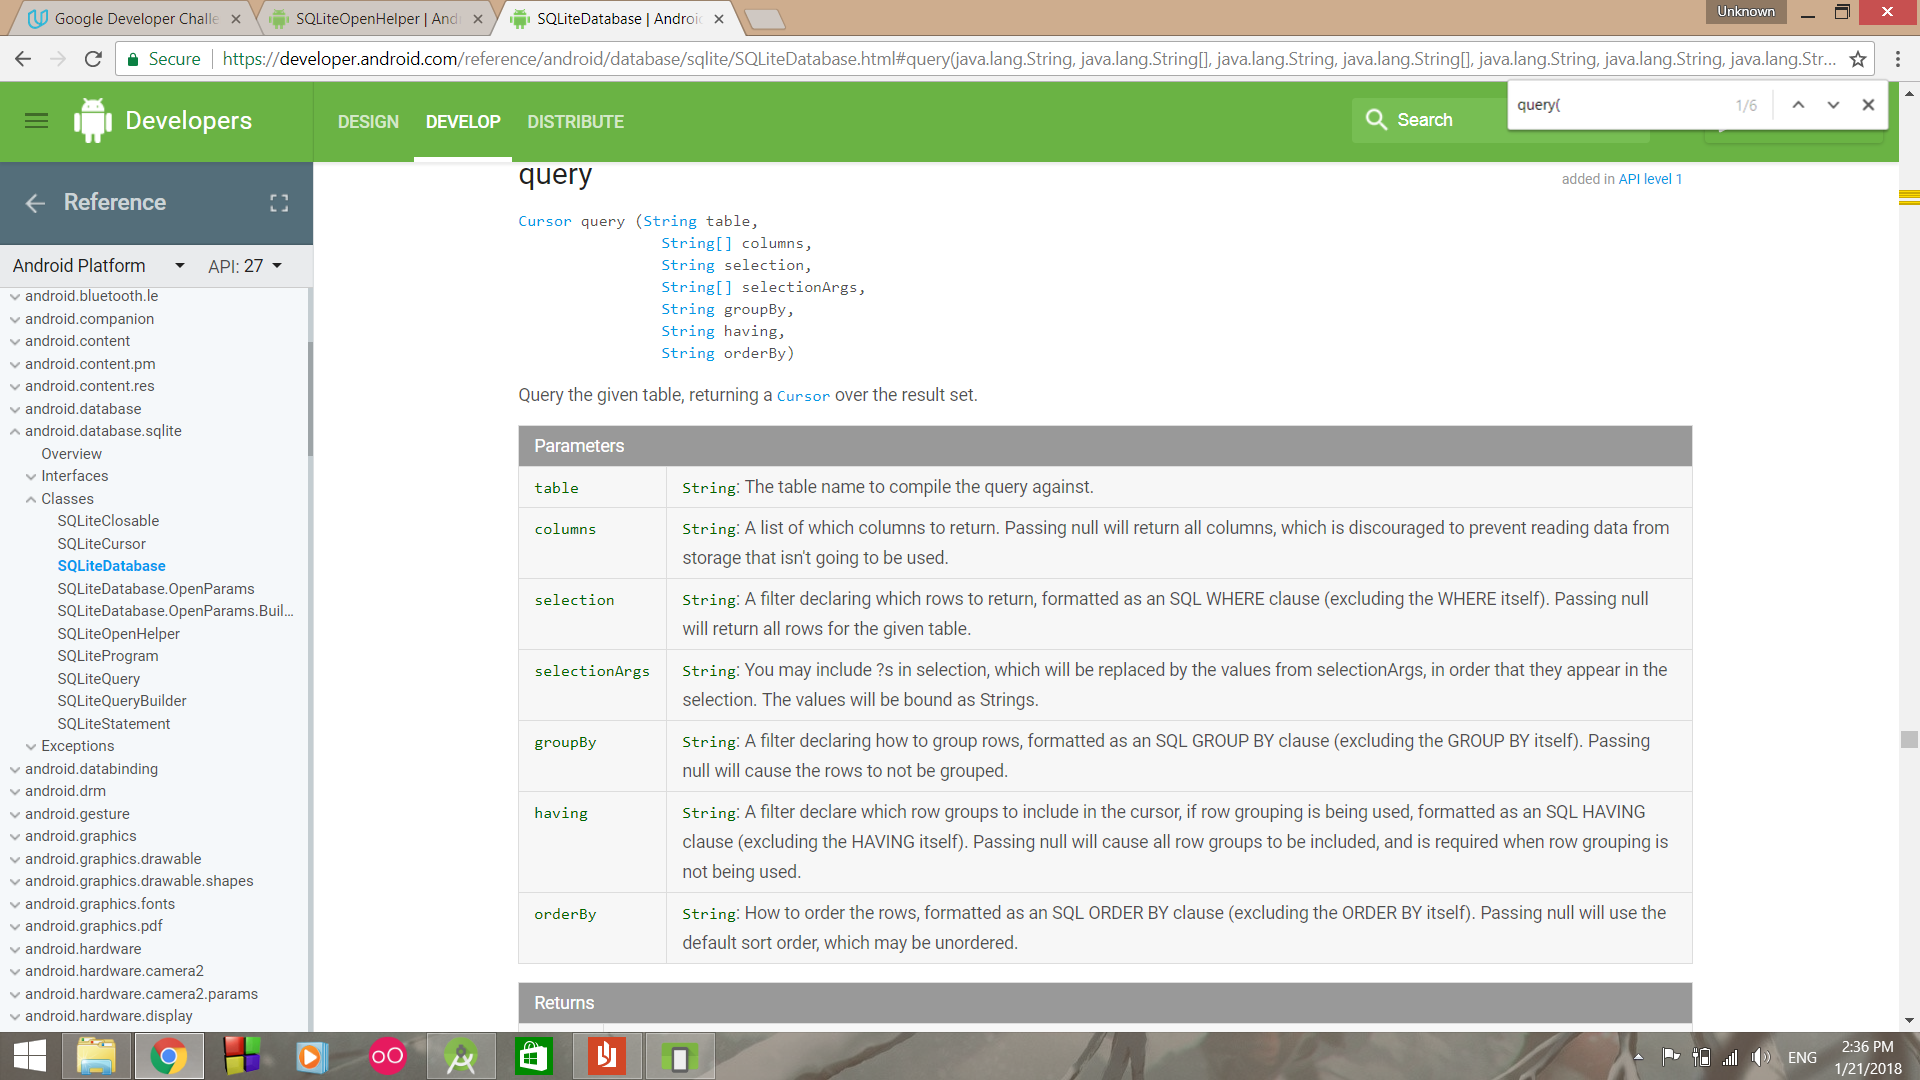 Google Developer Challe
SQLiteOpenHelper | And
SQLiteDatabase | Androi
Unknown
Secure
https://developer.android.com/reference/android/database/sqlite/SQLiteDatabase.html#query(java.lang.String, java.lang.String[], java.lang.String, java.lang.String[], java.lang.String, java.lang.String, java.lang.Str...
query(
1/6
Developers
DESIGN
DEVELOP
DISTRIBUTE
Search
Reference
Android Platform
API: 27
android.bluetooth.le
android.companion
android.content
android.content.pm
android.content.res
android.database
android.database.sqlite
Overview
Interfaces
Classes
SQLiteClosable
SQLiteCursor
SQLiteDatabase
SQLiteDatabase.OpenParams
SQLiteDatabase.OpenParams.Buil...
SQLiteOpenHelper
SQLiteProgram
SQLiteQuery
SQLiteQueryBuilder
SQLiteStatement
Exceptions
android.databinding
android.drm
android.gesture
android.graphics
android.graphics.drawable
android.graphics.drawable.shapes
android.graphics.fonts
android.graphics.pdf
android.hardware
android.hardware.camera2
android.hardware.camera2.params
android.hardware.display
query
added in API level 1
Cursor query (String table,
String[] columns,
String selection,
String[] selectionArgs,
String groupBy,
String having,
String orderBy)
Query the given table, returning a Cursor over the result set.
Parameters
table
String: The table name to compile the query against.
columns
String: A list of which columns to return. Passing null will return all columns, which is discouraged to prevent reading data from
storage that isn't going to be used.
selection
String: A filter declaring which rows to return, formatted as an SQL WHERE clause (excluding the WHERE itself). Passing null
will return all rows for the given table.
selectionArgs
String: You may include ?s in selection, which will be replaced by the values from selectionArgs, in order that they appear in the
selection. The values will be bound as Strings.
groupBy
String: A filter declaring how to group rows, formatted as an SQL GROUP BY clause (excluding the GROUP BY itself). Passing
null will cause the rows to not be grouped.
having
String: A filter declare which row groups to include in the cursor, if row grouping is being used, formatted as an SQL HAVING
clause (excluding the HAVING itself). Passing null will cause all row groups to be included, and is required when row grouping is
not being used.
orderBy
String: How to order the rows, formatted as an SQL ORDER BY clause (excluding the ORDER BY itself). Passing null will use the
default sort order, which may be unordered.
Returns
ENG
2:36 PM
1/21/2018